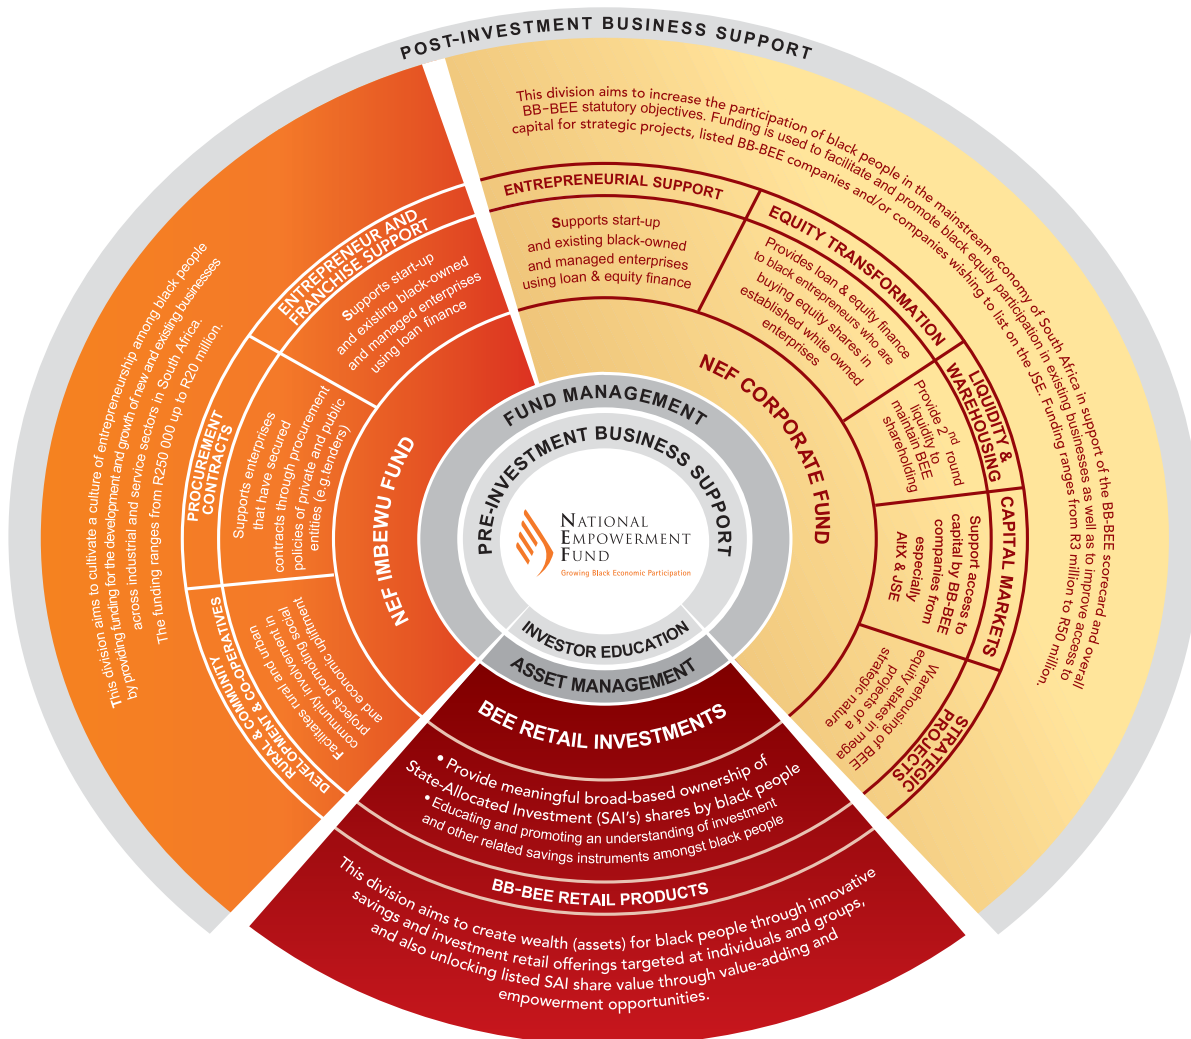 POST-INVESTMENT BUSINESS SUPPORT
This division aims to increase the participation of black people in the mainstream economy of South Africa in support of the BB-BEE scorecard and overall
BB-BEE statutory objectives. Funding is used to facilitate and promote black equity participation in existing businesses as well as to improve access to
capital for strategic projects, listed BB-BEE companies and/or companies wishing to list on the JSE. Funding ranges from R3 million to R50 million.
ENTREPRENEURIAL SUPPORT
Supports start-up
and existing black-owned
and managed enterprises
using loan & equity finance
EQUITY TRANSFORMATION
Provides loan & equity finance
to black entrepreneurs who are
buying equity shares in
established white owned
enterprises
LIQUIDITY &
WAREHOUSING
Provide 2nd round
liquidity to
maintain BEE
shareholding
CAPITAL MARKETS
Support access to
capital by BB-BEE
companies from
especially
AltX & JSE
STRATEGIC
PROJECTS
Warehousing of BEE
equity stakes in mega
projects of a
strategic nature
NEF CORPORATE FUND
This division aims to cultivate a culture of entrepreneurship among black people
by providing funding for the development and growth of new and existing businesses
across industrial and service sectors in South Africa.
The funding ranges from R250 000 up to R20 million.
ENTREPRENEUR AND
FRANCHISE SUPPORT
Supports start-up
and existing black-owned
and managed enterprises
using loan finance
PROCUREMENT
CONTRACTS
Supports enterprises
that have secured
contracts through procurement
policies of private and public
entities (e.g.tenders)
RURAL & COMMUNITY
DEVELOPMENT & CO-OPERATIVES
Facilitates rural and urban
community involvement in
projects promoting social
and economic upliftment
NEF IMBEWU FUND
FUND MANAGEMENT
PRE-INVESTMENT BUSINESS SUPPORT
NATIONAL
EMPOWERMENT
FUND
Growing Black Economic Participation
INVESTOR EDUCATION
ASSET MANAGEMENT
BEE RETAIL INVESTMENTS
• Provide meaningful broad-based ownership of
State-Allocated Investment (SAI's) shares by black people
• Educating and promoting an understanding of investment
and other related savings instruments amongst black people
BB-BEE RETAIL PRODUCTS
This division aims to create wealth (assets) for black people through innovative
savings and investment retail offerings targeted at individuals and groups,
and also unlocking listed SAI share value through value-adding and
empowerment opportunities.